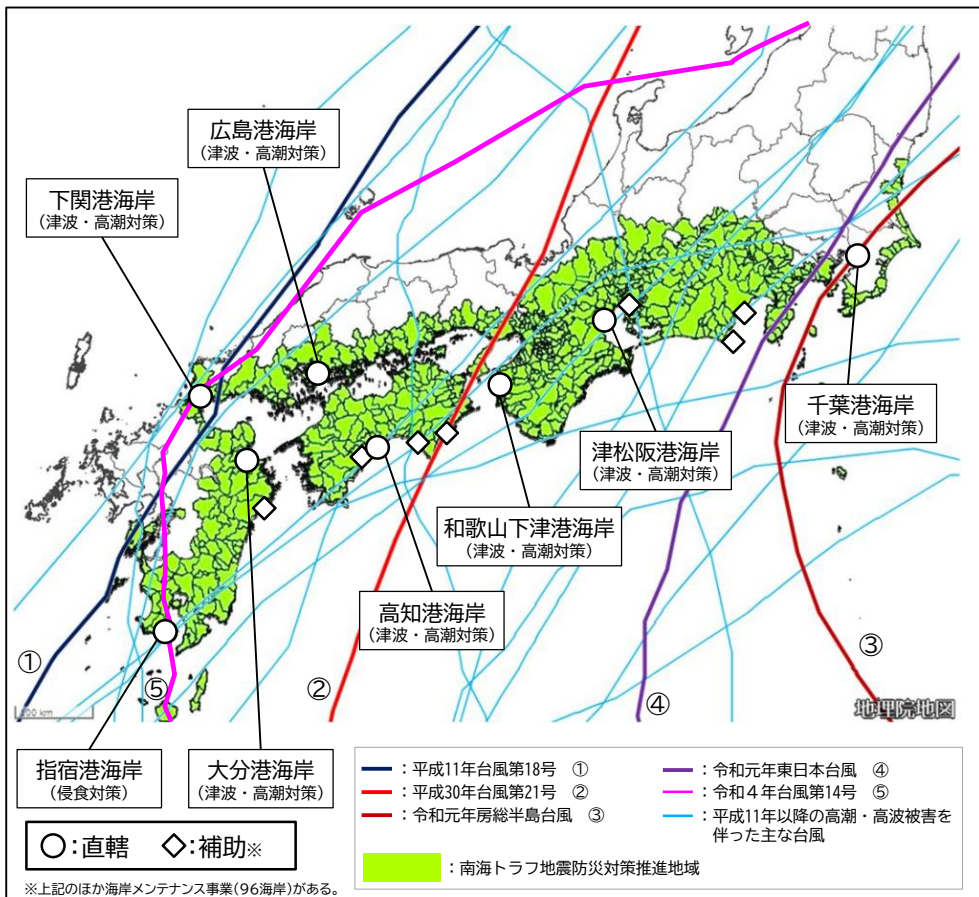 広島港海岸
(津波・高潮対策)
下関港海岸
(津波・高潮対策)
千葉港海岸
(津波・高潮対策)
津松阪港海岸
(津波・高潮対策)
和歌山下津港海岸
(津波・高潮対策)
高知港海岸
(津波・高潮対策)
①
⑤
②
④
③
地理院地図
指宿港海岸
(侵食対策)
大分港海岸
(津波・高潮対策)
:平成11年台風第18号 ①
:平成30年台風第21号 ②
:令和元年房総半島台風 ③
:令和元年東日本台風 ④
:令和4年台風第14号 ⑤
:平成11年以降の高潮・高波被害を
伴った主な台風
:南海トラフ地震防災対策推進地域
○:直轄 ◇:補助※
※上記のほか海岸メンテナンス事業(96海岸)がある。